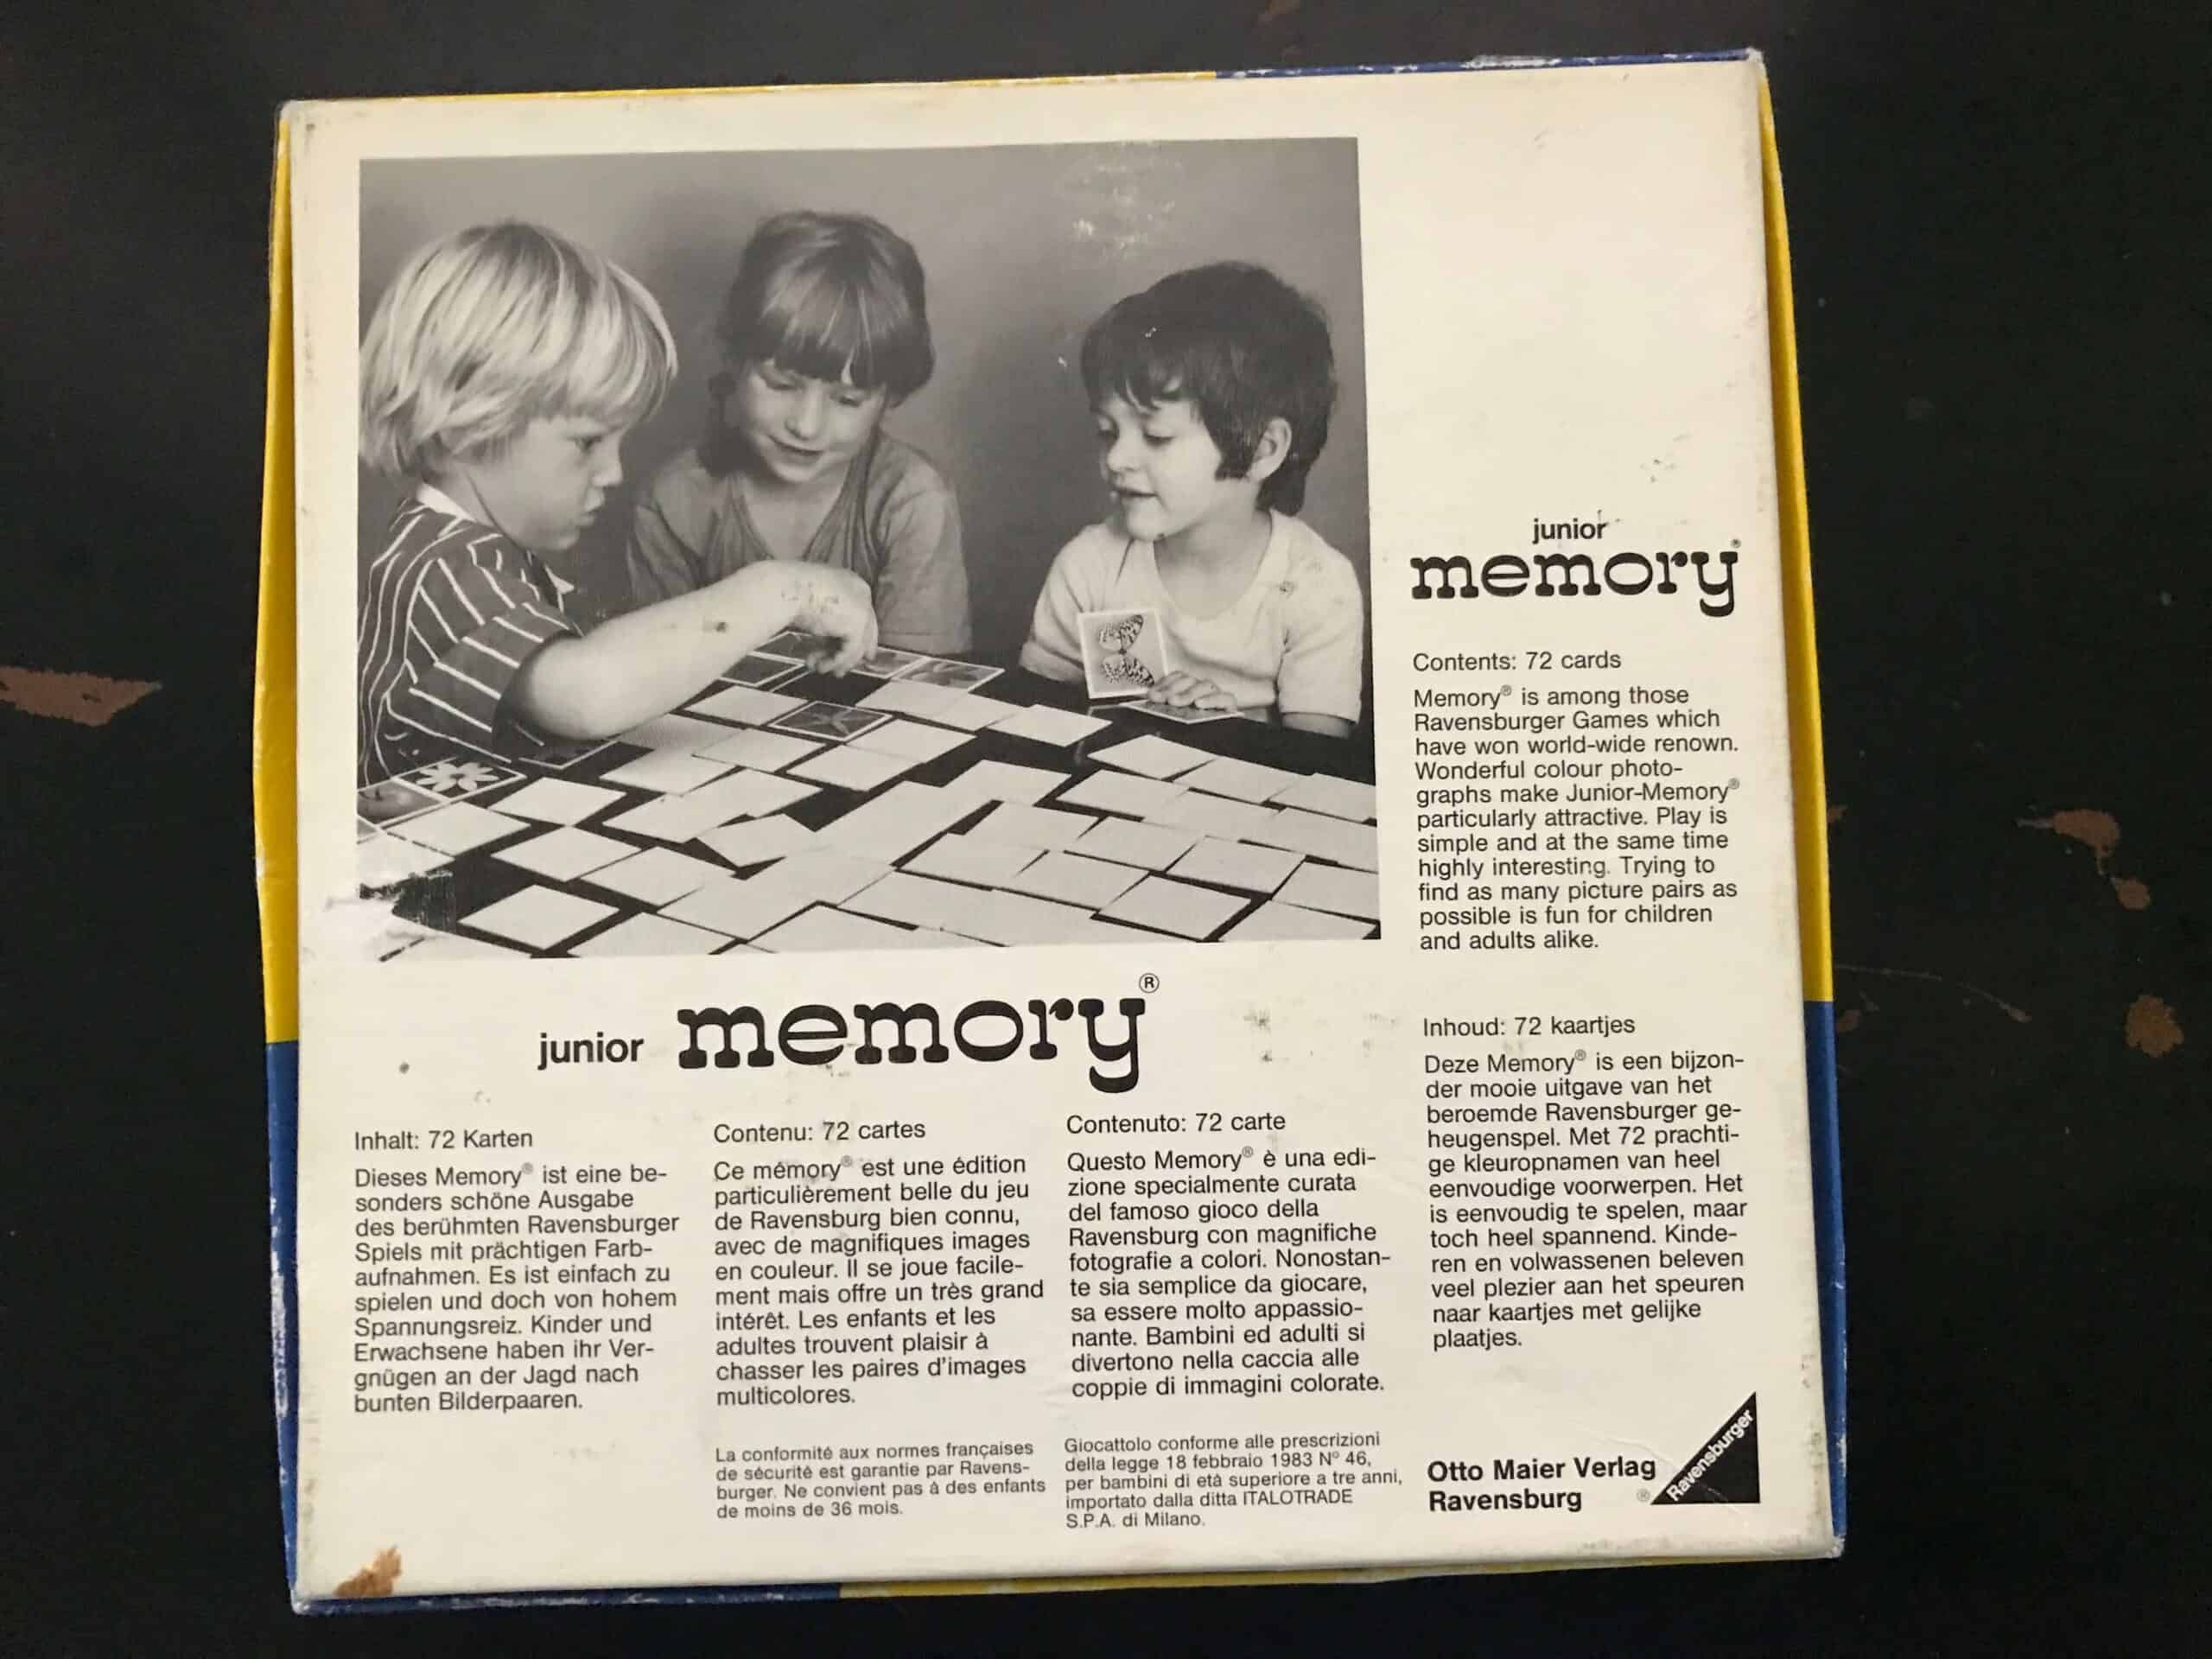 junior
memory®
Contents: 72 cards
Memory® is among those
Ravensburger Games which
have won world-wide renown.
Wonderful colour photo-
graphs make Junior-Memory®
particularly attractive. Play is
simple and at the same time
highly interesting. Trying to
find as many picture pairs as
possible is fun for children
and adults alike.
junior memory®
Inhalt: 72 Karten
Dieses Memory® ist eine be-
sonders schöne Ausgabe
des berühmten Ravensburger
Spiels mit prächtigen Farb-
aufnahmen. Es ist einfach zu
spielen und doch von hohem
Spannungsreiz. Kinder und
Erwachsene haben ihr Ver-
gnügen an der Jagd nach
bunten Bilderpaaren.
Contenu: 72 cartes
Ce mémory® est une édition
particulièrement belle du jeu
de Ravensburg bien connu,
avec de magnifiques images
en couleur. Il se joue facile-
ment mais offre un très grand
intérêt. Les enfants et les
adultes trouvent plaisir à
chasser les paires d'images
multicolores.
La conformité aux normes françaises
de sécurité est garantie par Ravens-
burger. Ne convient pas à des enfants
de moins de 36 mois.
Contenuto: 72 carte
Questo Memory® è una edi-
zione specialmente curata
del famoso gioco della
Ravensburg con magnifiche
fotografie a colori. Nonostan-
te sia semplice da giocare,
sa essere molto appassio-
nante. Bambini ed adulti si
divertono nella caccia alle
coppie di immagini colorate.
Giocattolo conforme alle prescrizioni
della legge 18 febbraio 1983 Nº 46,
per bambini di età superiore a tre anni,
importato dalla ditta ITALOTRADE
S.P.A. di Milano.
Inhoud: 72 kaartjes
Deze Memory® is een bijzon-
der mooie uitgave van het
beroemde Ravensburger ge-
heugenspel. Met 72 prachti-
ge kleuropnamen van heel
eenvoudige voorwerpen. Het
is eenvoudig te spelen, maar
toch heel spannend. Kinde-
ren en volwassenen beleven
veel plezier aan het speuren
naar kaartjes met gelijke
plaatjes.
Otto Maier Verlag
Ravensburg
® Ravensburger